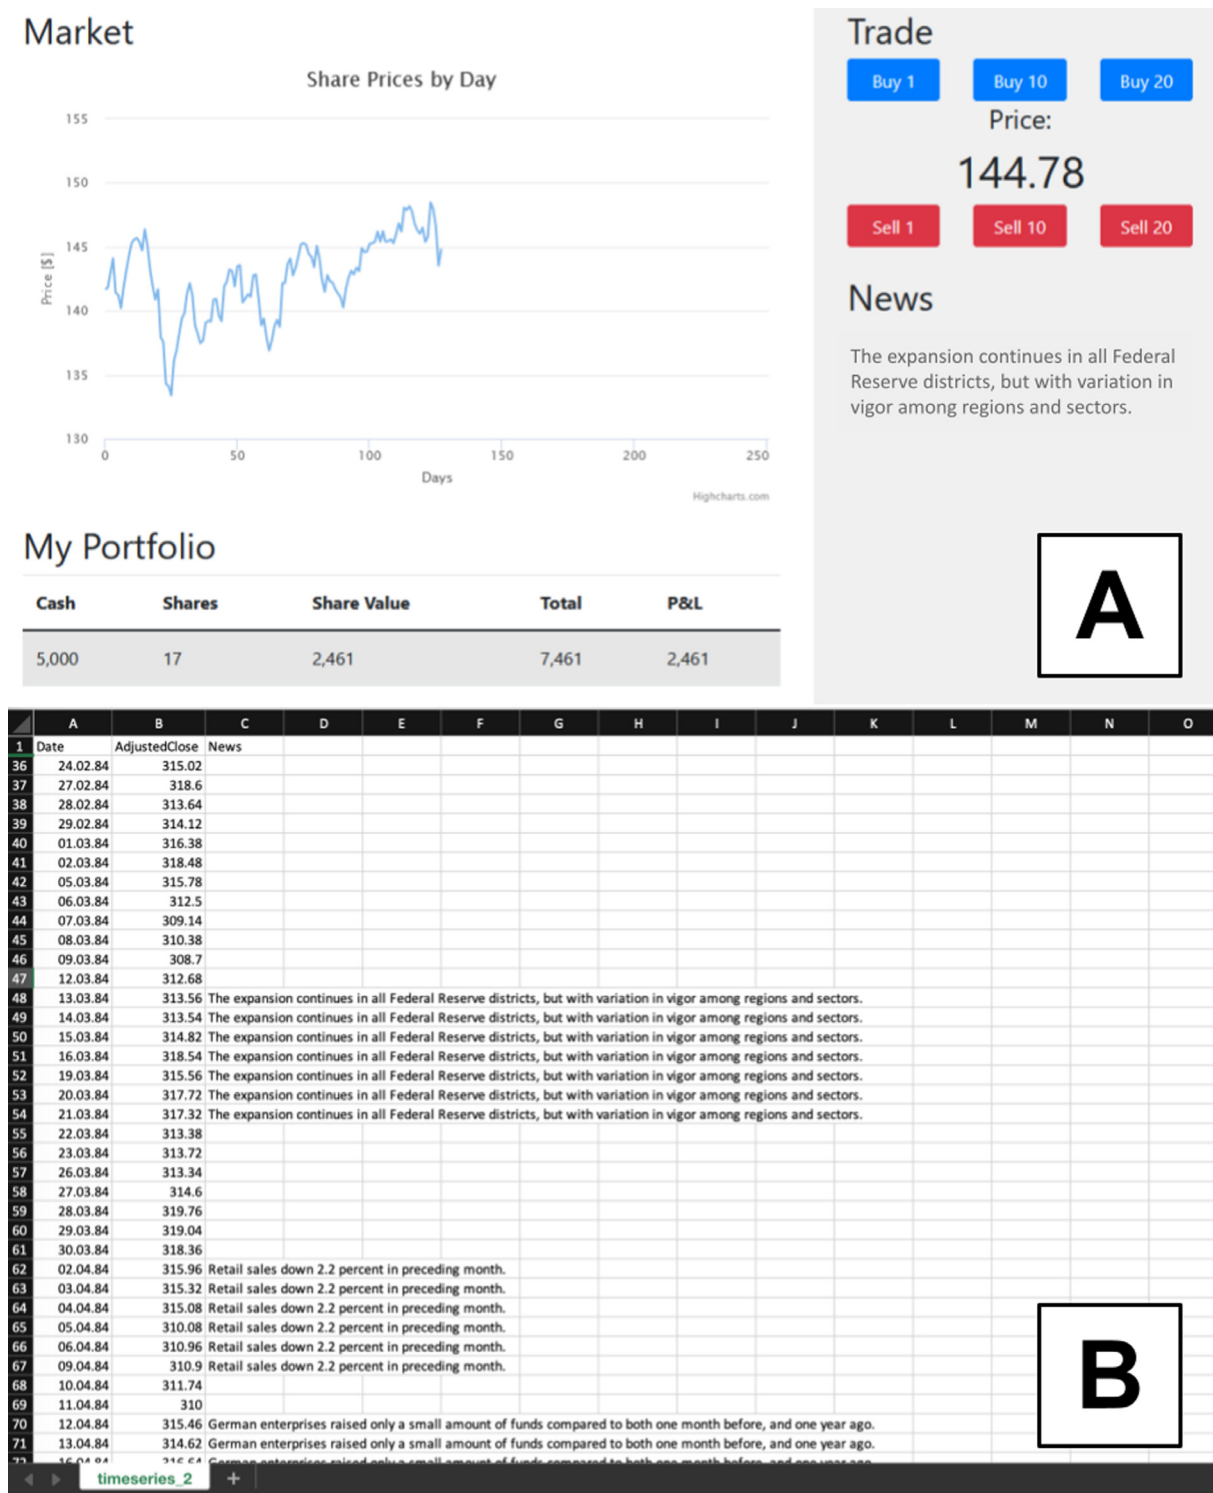 Market
Share Prices by Day
155
150
145
140
135
130
Price [$]
0 50 100 150 200 250
Days
Highcharts.com
My Portfolio
Cash Shares Share Value Total P&L
5,000 17 2,461 7,461 2,461
Trade
Buy 1 Buy 10 Buy 20
Price:
144.78
Sell 1 Sell 10 Sell 20
News
The expansion continues in all Federal
Reserve districts, but with variation in
vigor among regions and sectors.
A
A B C D E F G H I J K L M N O
1 Date AdjustedClose News
36 24.02.84 315.02
37 27.02.84 318.6
38 28.02.84 313.64
39 29.02.84 314.12
40 01.03.84 316.38
41 02.03.84 318.48
42 05.03.84 315.78
43 06.03.84 312.5
44 07.03.84 309.14
45 08.03.84 310.38
46 09.03.84 308.7
47 12.03.84 312.68
48 13.03.84 313.56 The expansion continues in all Federal Reserve districts, but with variation in vigor among regions and sectors.
49 14.03.84 313.54 The expansion continues in all Federal Reserve districts, but with variation in vigor among regions and sectors.
50 15.03.84 314.82 The expansion continues in all Federal Reserve districts, but with variation in vigor among regions and sectors.
51 16.03.84 318.54 The expansion continues in all Federal Reserve districts, but with variation in vigor among regions and sectors.
52 19.03.84 315.56 The expansion continues in all Federal Reserve districts, but with variation in vigor among regions and sectors.
53 20.03.84 317.72 The expansion continues in all Federal Reserve districts, but with variation in vigor among regions and sectors.
54 21.03.84 317.32 The expansion continues in all Federal Reserve districts, but with variation in vigor among regions and sectors.
55 22.03.84 313.38
56 23.03.84 313.72
57 26.03.84 313.34
58 27.03.84 314.6
59 28.03.84 319.76
60 29.03.84 319.04
61 30.03.84 318.36
62 02.04.84 315.96 Retail sales down 2.2 percent in preceding month.
63 03.04.84 315.32 Retail sales down 2.2 percent in preceding month.
64 04.04.84 315.08 Retail sales down 2.2 percent in preceding month.
65 05.04.84 310.08 Retail sales down 2.2 percent in preceding month.
66 06.04.84 310.96 Retail sales down 2.2 percent in preceding month.
67 09.04.84 310.9 Retail sales down 2.2 percent in preceding month.
68 10.04.84 311.74
69 11.04.84 310
70 12.04.84 315.46 German enterprises raised only a small amount of funds compared to both one month before, and one year ago.
71 13.04.84 314.62 German enterprises raised only a small amount of funds compared to both one month before, and one year ago.
B
timeseries_2 +